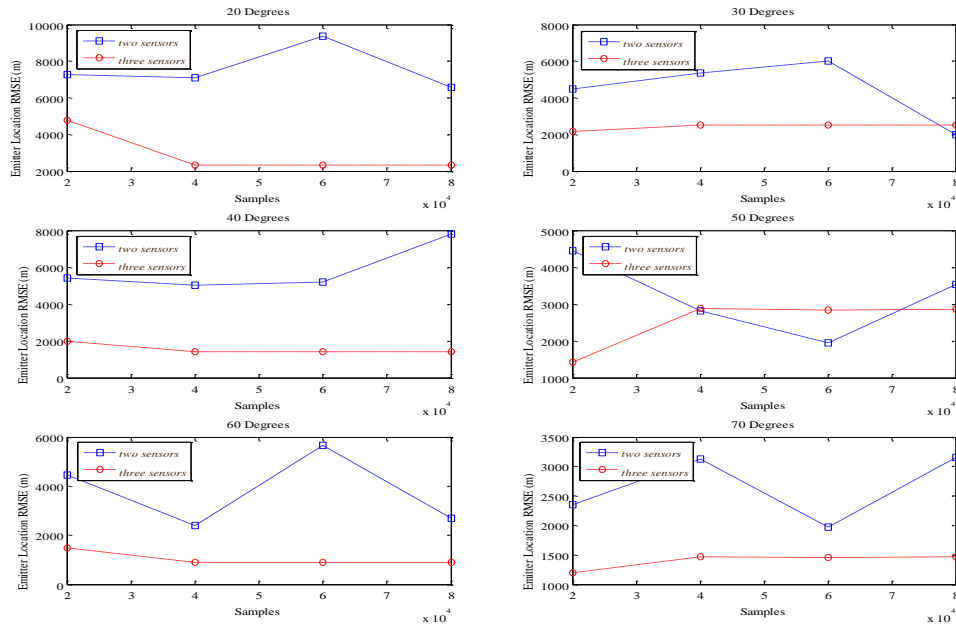 20 Degrees
10000
8000
6000
4000
2000
Emitter Location RMSE (m)
two sensors
three sensors
2 3 4 5 6 7 8
Samples
x 10^4
30 Degrees
8000
6000
4000
2000
0
Emitter Location RMSE (m)
two sensors
three sensors
2 3 4 5 6 7 8
Samples
x 10^4
40 Degrees
8000
6000
4000
2000
0
Emitter Location RMSE (m)
two sensors
three sensors
2 3 4 5 6 7 8
Samples
x 10^4
50 Degrees
5000
4000
3000
2000
1000
Emitter Location RMSE (m)
two sensors
three sensors
2 3 4 5 6 7 8
Samples
x 10^4
60 Degrees
6000
4000
2000
0
Emitter Location RMSE (m)
two sensors
three sensors
2 3 4 5 6 7 8
Samples
x 10^4
70 Degrees
3500
3000
2500
2000
1500
1000
Emitter Location RMSE (m)
two sensors
three sensors
2 3 4 5 6 7 8
Samples
x 10^4